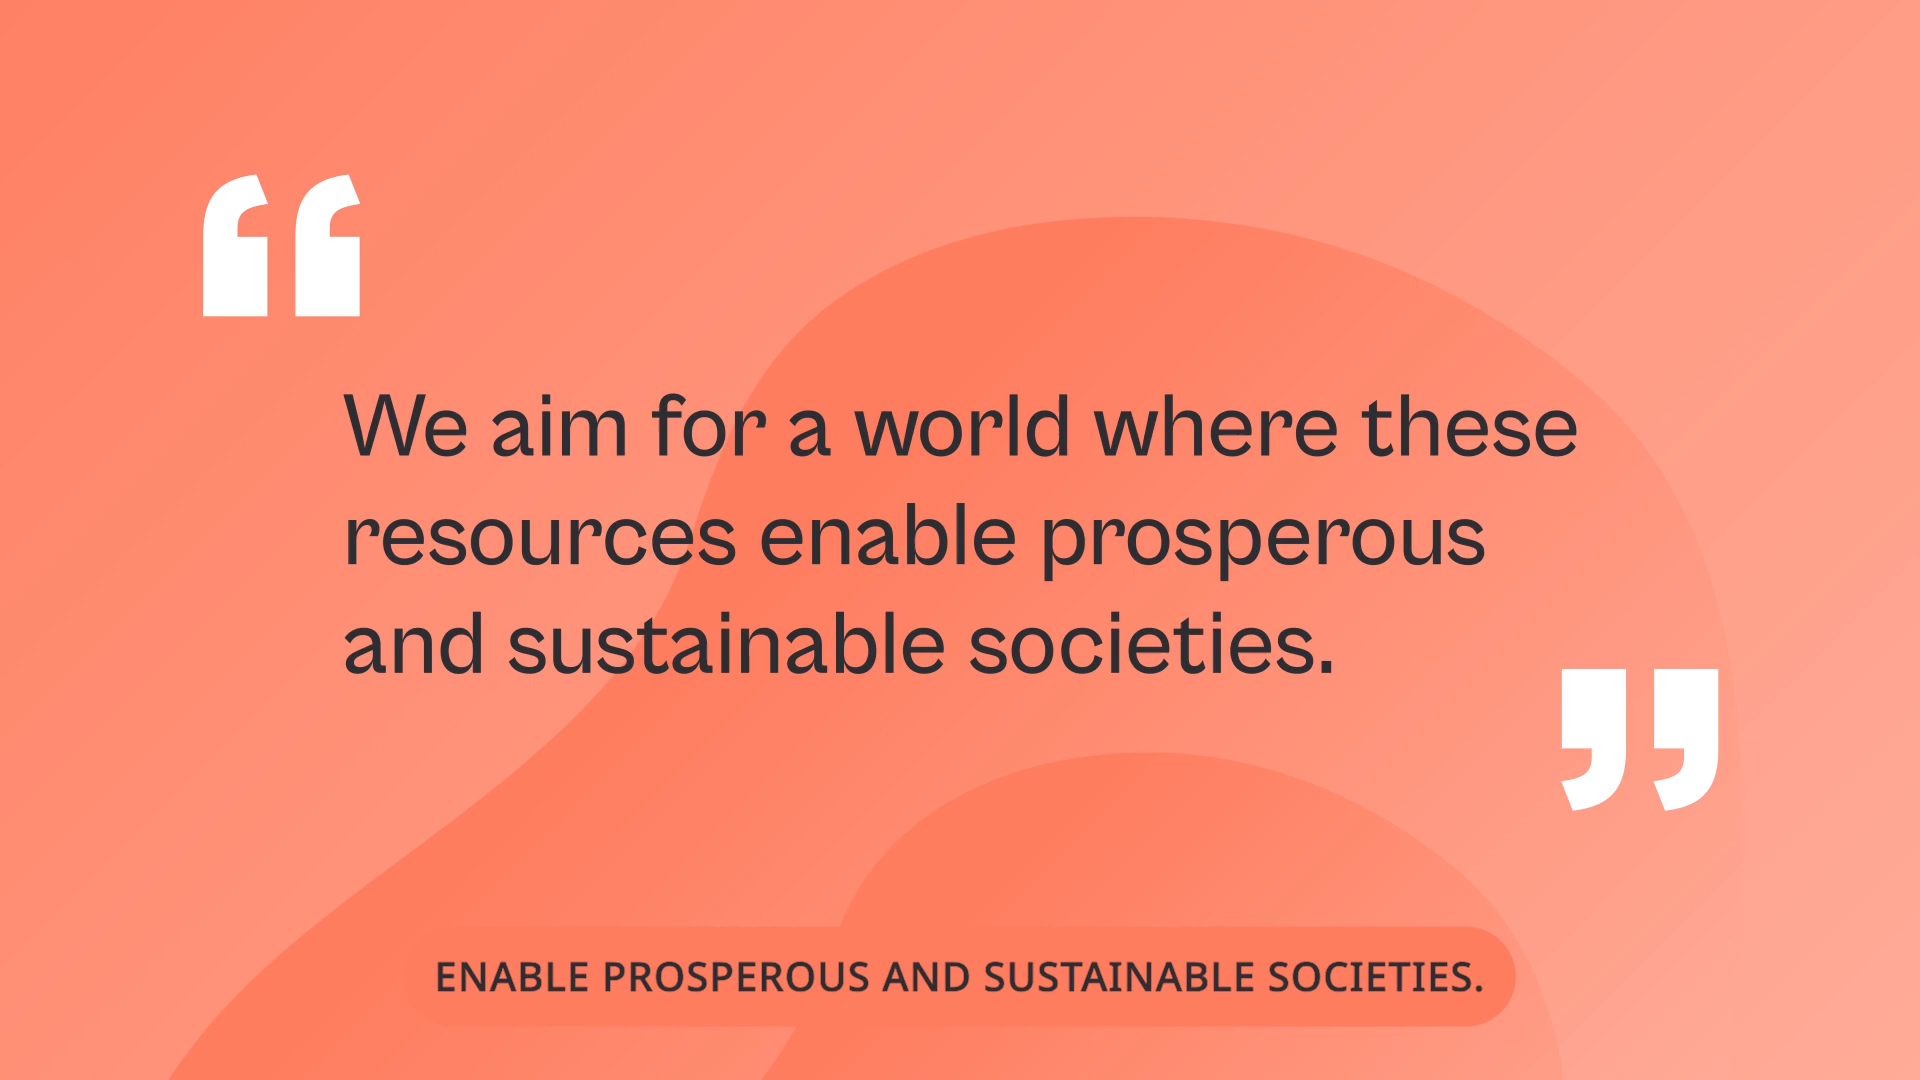 “
We aim for a world where these
resources enable prosperous
and sustainable societies.
”
ENABLE PROSPEROUS AND SUSTAINABLE SOCIETIES.